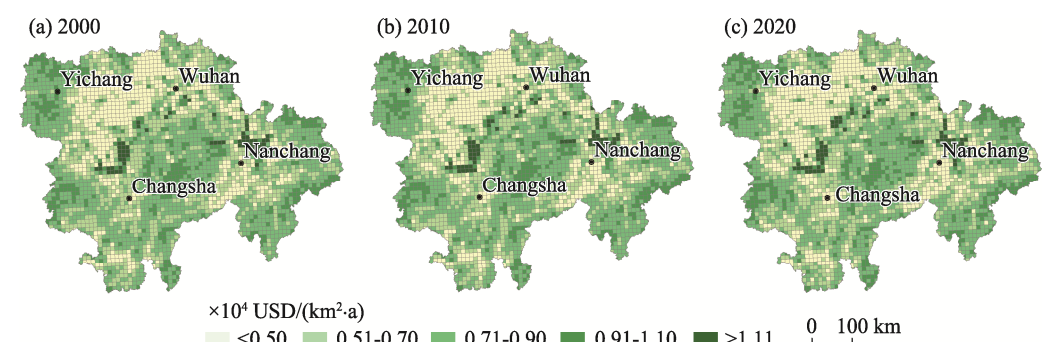 (a) 2000
(b) 2010
(c) 2020
Yichang
Wuhan
Yichang
Wuhan
Yichang
Wuhan
Nanchang
Nanchang
Nanchang
Changsha
Changsha
Changsha
×10⁴ USD/(km²·a)
<0.50 0.51-0.70 0.71-0.90 0.91-1.10 >1.11
0 100 km